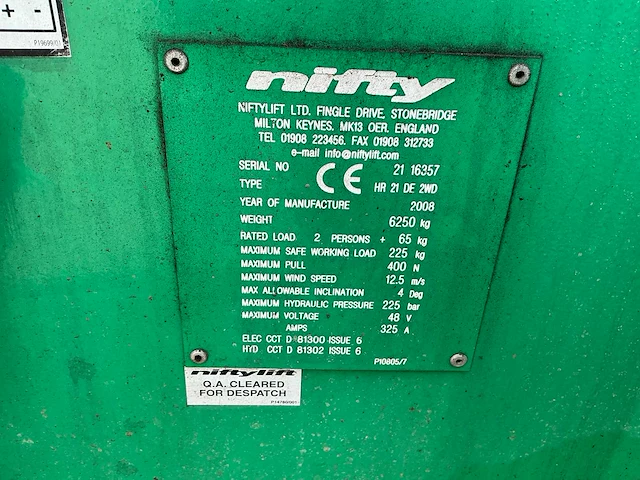 + -
P19699/01
nifty
NIFTYLIFT LTD. FINGLE DRIVE, STONEBRIDGE
MILTON KEYNES. MK13 OER. ENGLAND
TEL 01908 223456. FAX 01908 312733
e-mail info@niftylift.com
SERIAL NO 21 16357
TYPE CE HR 21 DE 2WD
YEAR OF MANUFACTURE 2008
WEIGHT 6250 kg
RATED LOAD 2 PERSONS + 65 kg
MAXIMUM SAFE WORKING LOAD 225 kg
MAXIMUM PULL 400 N
MAXIMUM WIND SPEED 12.5 m/s
MAX ALLOWABLE INCLINATION 4 Deg
MAXIMUM HYDRAULIC PRESSURE 225 bar
MAXIMUM VOLTAGE 48 V
AMPS 325 A
ELEC CCT D 81300 ISSUE 6
HYD CCT D 81302 ISSUE 6
P10805/7
niftylift
Q.A. CLEARED
FOR DESPATCH
P14780/001